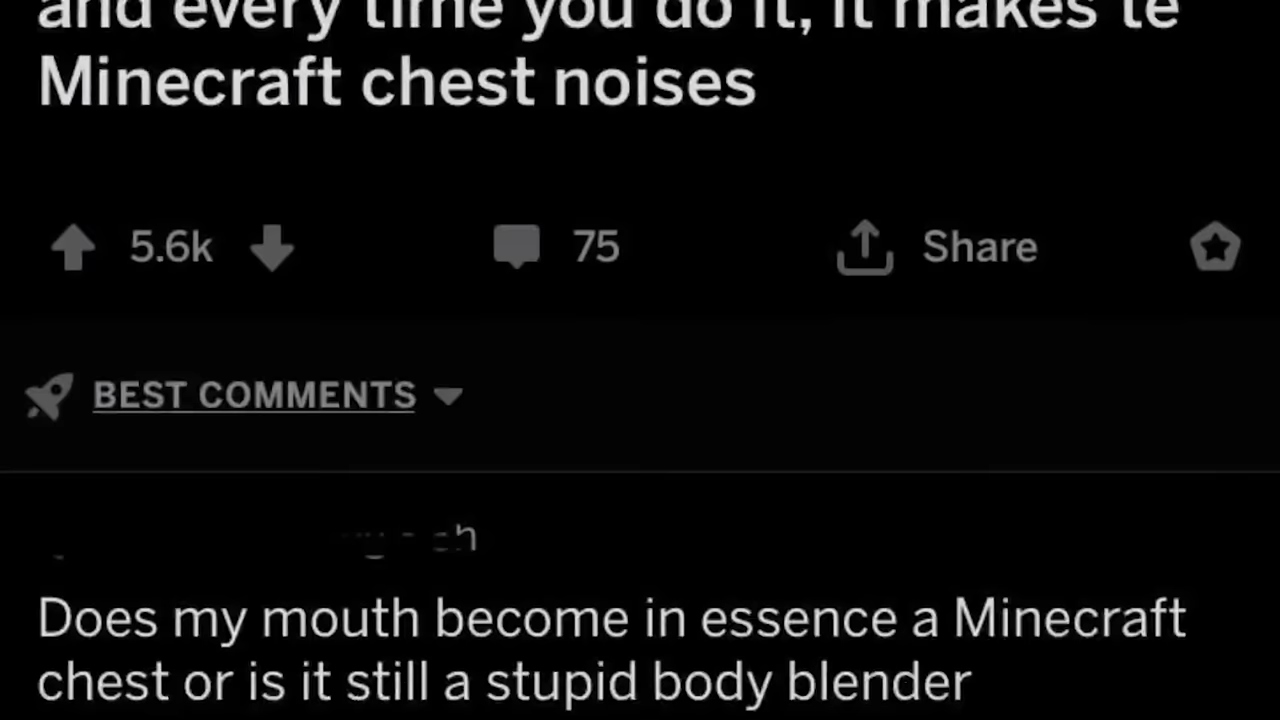 and every time you do it, it makes te
Minecraft chest noises
5.6k
75
Share
BEST COMMENTS
Does my mouth become in essence a Minecraft
chest or is it still a stupid body blender